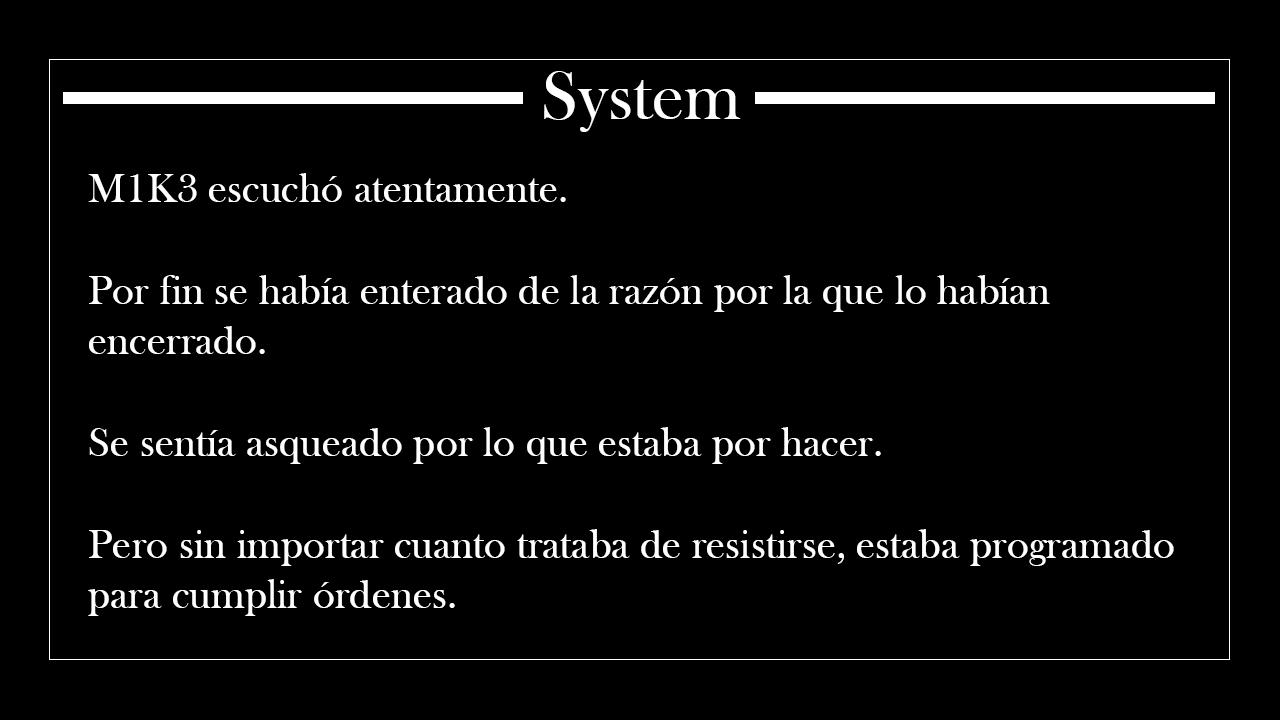 System
M1K3 escuchó atentamente.
Por fin se había enterado de la razón por la que lo habían
encerrado.
Se sentía asqueado por lo que estaba por hacer.
Pero sin importar cuanto trataba de resistirse, estaba programado
para cumplir órdenes.